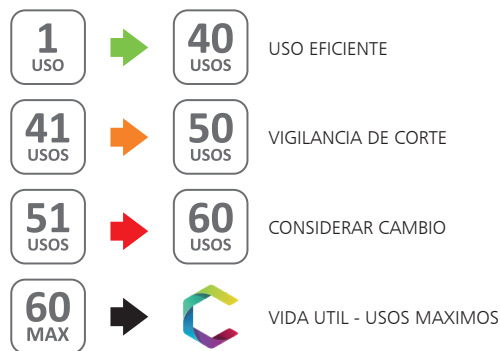 1
USO
40
USOS
USO EFICIENTE
41
USOS
50
USOS
VIGILANCIA DE CORTE
51
USOS
60
USOS
CONSIDERAR CAMBIO
60
MAX
VIDA UTIL - USOS MAXIMOS